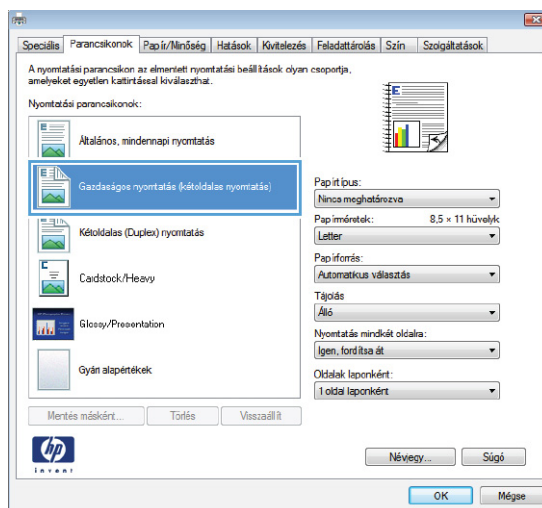 Speciális Parancsikonok Papír/Minőség Hatások Kivitelezés Feladattárolás Szín Szolgáltatások
A nyomtatási parancsikon az elmentett nyomtatási beállítások olyan csoportja,
amelyeket egyetlen kattintással kiválaszthat.
Nyomtatási parancsikonok:
Általános, mindennapi nyomtatás
Gazdaságos nyomtatás (kétoldalas nyomtatás)
Kétoldalas (Duplex) nyomtatás
Cardstock/Heavy
Glossy/Presentation
Gyári alapértékek
Mentés másként... Törlés Visszaállít
Papírtípus:
Nincs meghatározva
Papírméretek: 8,5 × 11 hüvelyk
Letter
Papírforrás:
Automatikus választás
Tájolás
Álló
Nyomtatás mindkét oldalra:
Igen, fordítsa át
Oldalak laponként:
1 oldal laponként
hp
invent
Névjegy... Súgó
OK Mégse